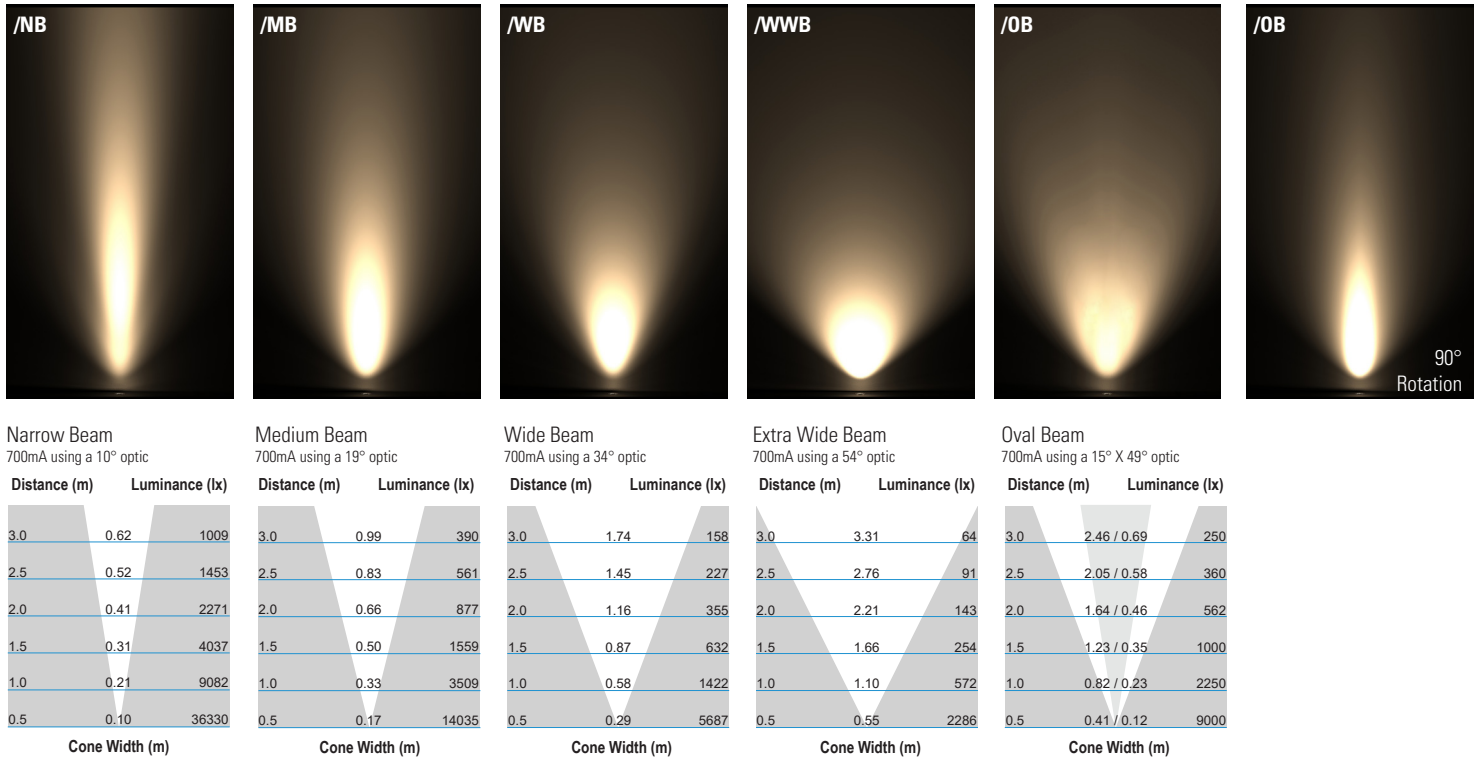 /NB
/MB
/WB
/WWB
/OB
/OB
90°
Rotation
Narrow Beam
700mA using a 10° optic
Distance (m) Luminance (lx)
3.0 0.62 1009
2.5 0.52 1453
2.0 0.41 2271
1.5 0.31 4037
1.0 0.21 9082
0.5 0.10 36330
Cone Width (m)
Medium Beam
700mA using a 19° optic
Distance (m) Luminance (lx)
3.0 0.99 390
2.5 0.83 561
2.0 0.66 877
1.5 0.50 1559
1.0 0.33 3509
0.5 0.17 14035
Cone Width (m)
Wide Beam
700mA using a 34° optic
Distance (m) Luminance (lx)
3.0 1.74 158
2.5 1.45 227
2.0 1.16 355
1.5 0.87 632
1.0 0.58 1422
0.5 0.29 5687
Cone Width (m)
Extra Wide Beam
700mA using a 54° optic
Distance (m) Luminance (lx)
3.0 3.31 64
2.5 2.76 91
2.0 2.21 143
1.5 1.66 254
1.0 1.10 572
0.5 0.55 2286
Cone Width (m)
Oval Beam
700mA using a 15° X 49° optic
Distance (m) Luminance (lx)
3.0 2.46 / 0.69 250
2.5 2.05 / 0.58 360
2.0 1.64 / 0.46 562
1.5 1.23 / 0.35 1000
1.0 0.82 / 0.23 2250
0.5 0.41 / 0.12 9000
Cone Width (m)